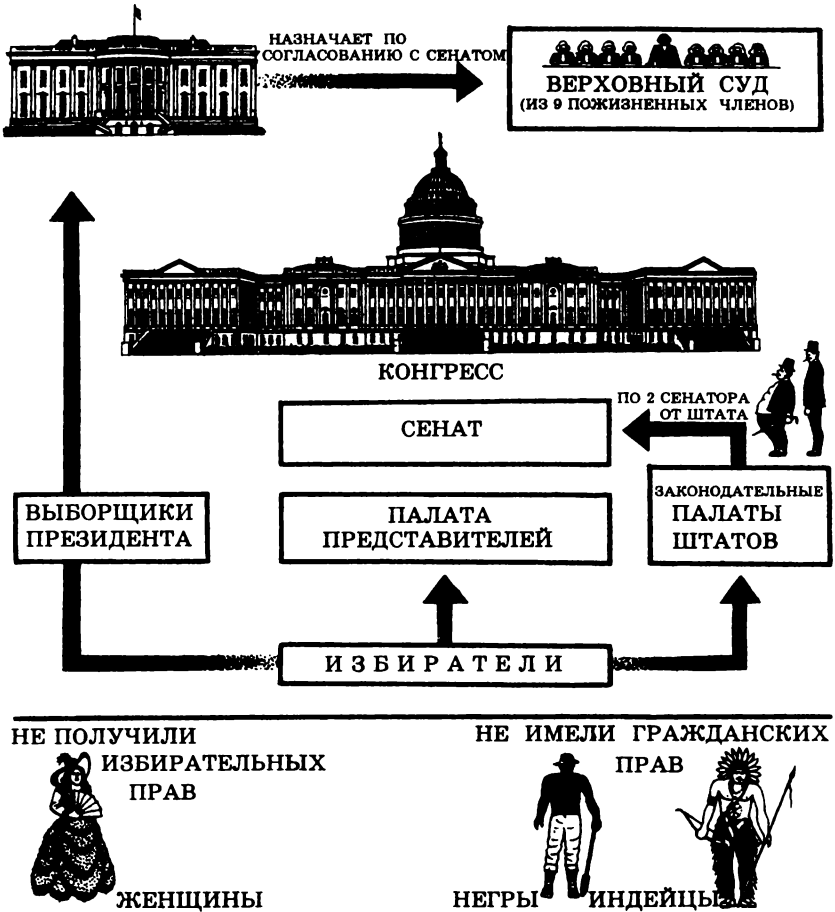 НАЗНАЧАЕТ ПО
СОГЛАСОВАНИЮ С СЕНАТОМ
ВЕРХОВНЫЙ СУД
(ИЗ 9 ПОЖИЗНЕННЫХ ЧЛЕНОВ)
КОНГРЕСС
ПО 2 СЕНАТОРА
ОТ ШТАТА
СЕНАТ
ВЫБОРЩИКИ
ПРЕЗИДЕНТА
ПАЛАТА
ПРЕДСТАВИТЕЛЕЙ
ЗАКОНОДАТЕЛЬНЫЕ
ПАЛАТЫ
ШТАТОВ
ИЗБИРАТЕЛИ
НЕ ПОЛУЧИЛИ
ИЗБИРАТЕЛЬНЫХ
ПРАВ
ЖЕНЩИНЫ
НЕ ИМЕЛИ ГРАЖДАНСКИХ
ПРАВ
НЕГРЫ
ИНДЕЙЦЫ